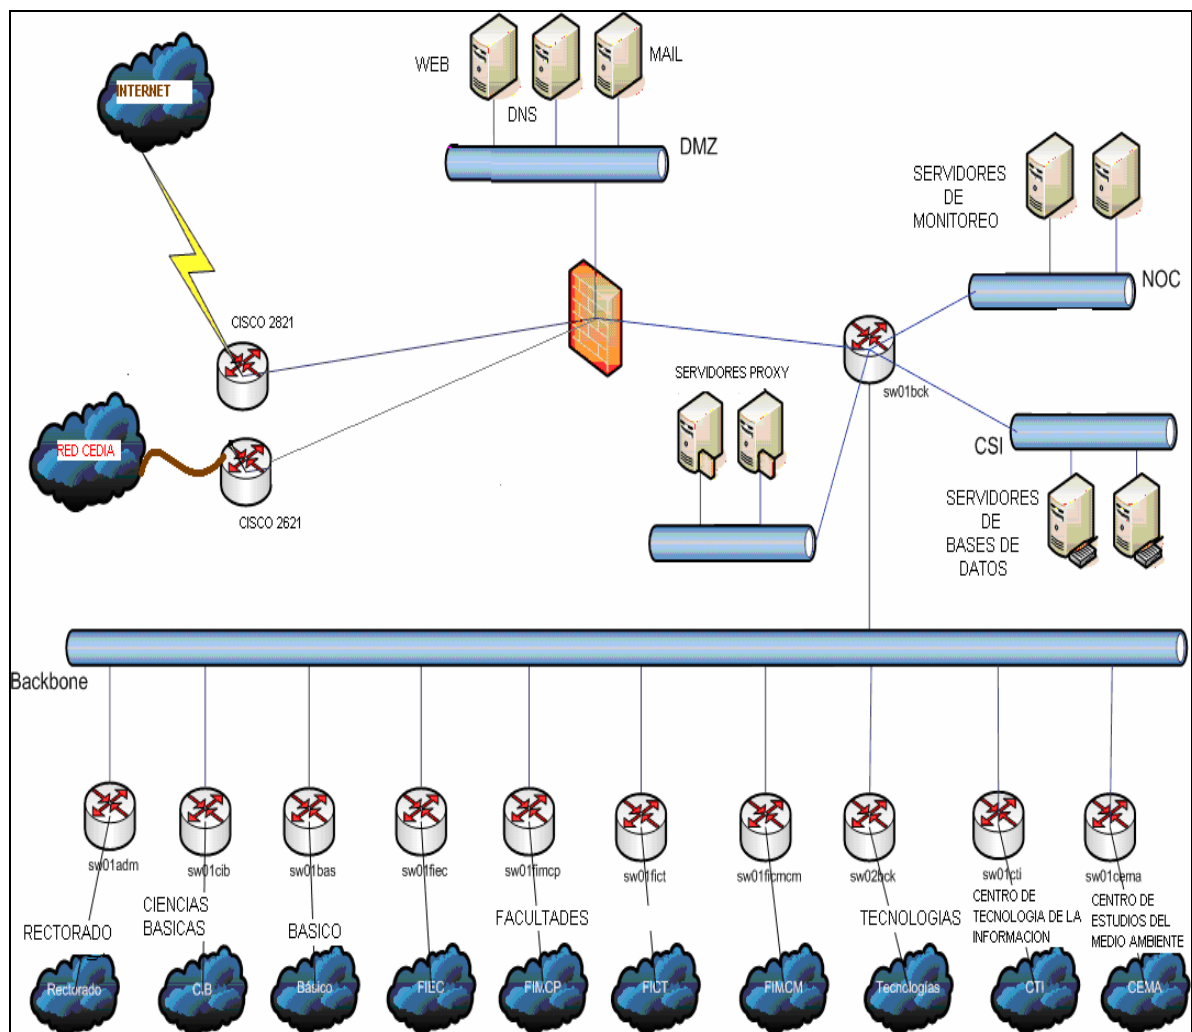 WEB
MAIL
DNS
DMZ
INTERNET
SERVIDORES
DE
MONITOREO
NOC
CISCO 2821
SERVIDORES PROXY
sw01bck
RED CEDIA
CSI
CISCO 2621
SERVIDORES
DE
BASES DE
DATOS
Backbone
sw01adm
sw01cib
sw01bas
sw01fiec
sw01fimcp
sw01fict
sw01ficmcm
sw02bck
sw01cti
sw01cema
RECTORADO
CIENCIAS
BASICAS
BASICO
FACULTADES
TECNOLOGIAS
CENTRO DE
TECNOLOGIA DE LA
INFORMACION
CENTRO DE
ESTUDIOS DEL
MEDIO AMBIENTE
Rectorado
CIB
Básico
FIEC
FIMCP
FICT
FIMCM
Tecnologías
CTI
CEMA